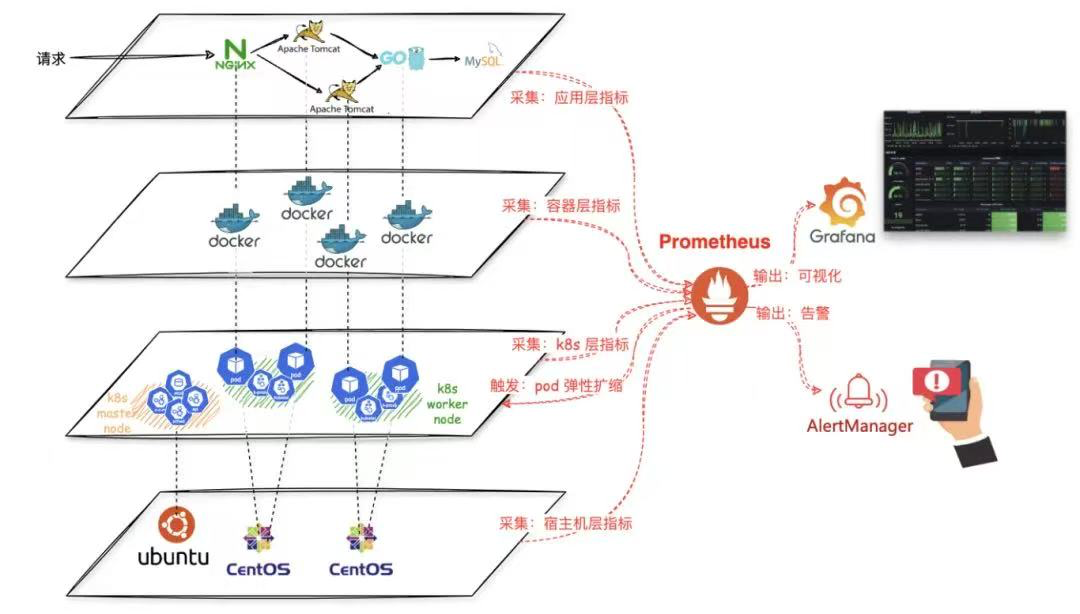 请求
NGINX
Apache Tomcat
Apache Tomcat
GO
MySQL
采集：应用层指标
docker
docker
docker
docker
采集：容器层指标
Prometheus
Grafana
输出：可视化
输出：告警
AlertManager
采集：k8s 层指标
触发：pod 弹性扩缩
pod
pod
pod
pod
k8s
master
node
k8s
worker
node
采集：宿主机层指标
ubuntu
CentOS
CentOS